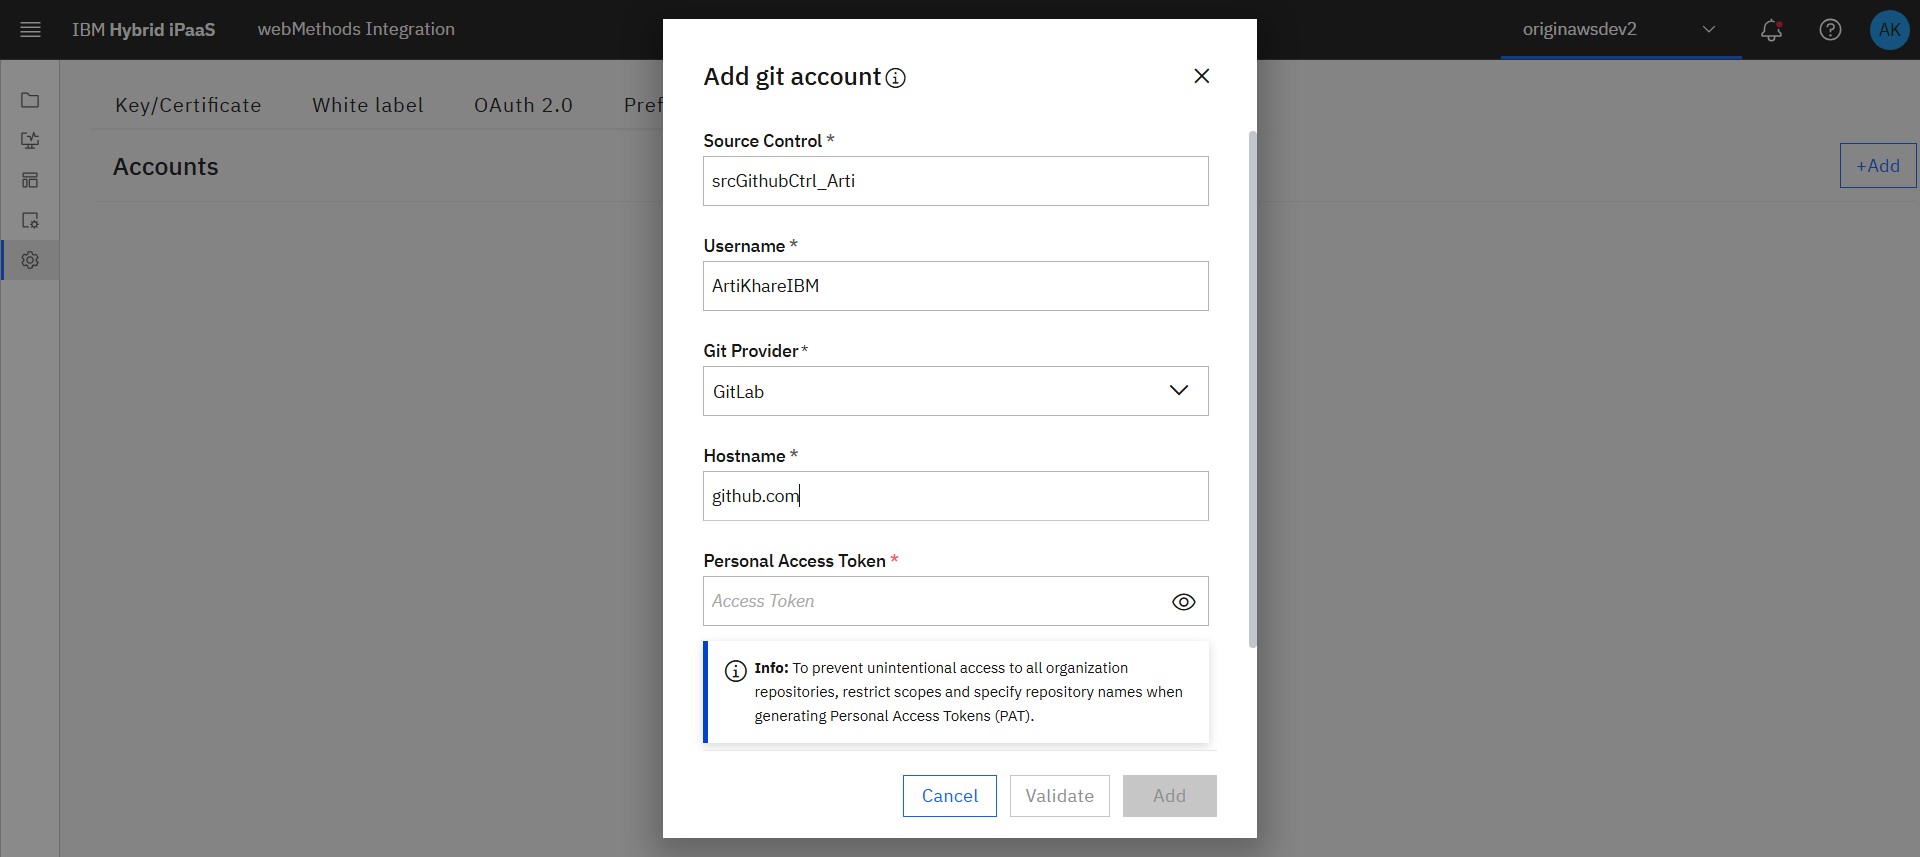 IBM Hybrid iPaaS webMethods Integration originawsdev2 AK
Key/Certificate White label OAuth 2.0 Pref
Accounts +Add
Add git account
Source Control *
srcGithubCtrl_Arti
Username *
ArtiKhareIBM
Git Provider*
GitLab
Hostname *
github.com
Personal Access Token *
Access Token
Info: To prevent unintentional access to all organization
repositories, restrict scopes and specify repository names when
generating Personal Access Tokens (PAT).
Cancel Validate Add